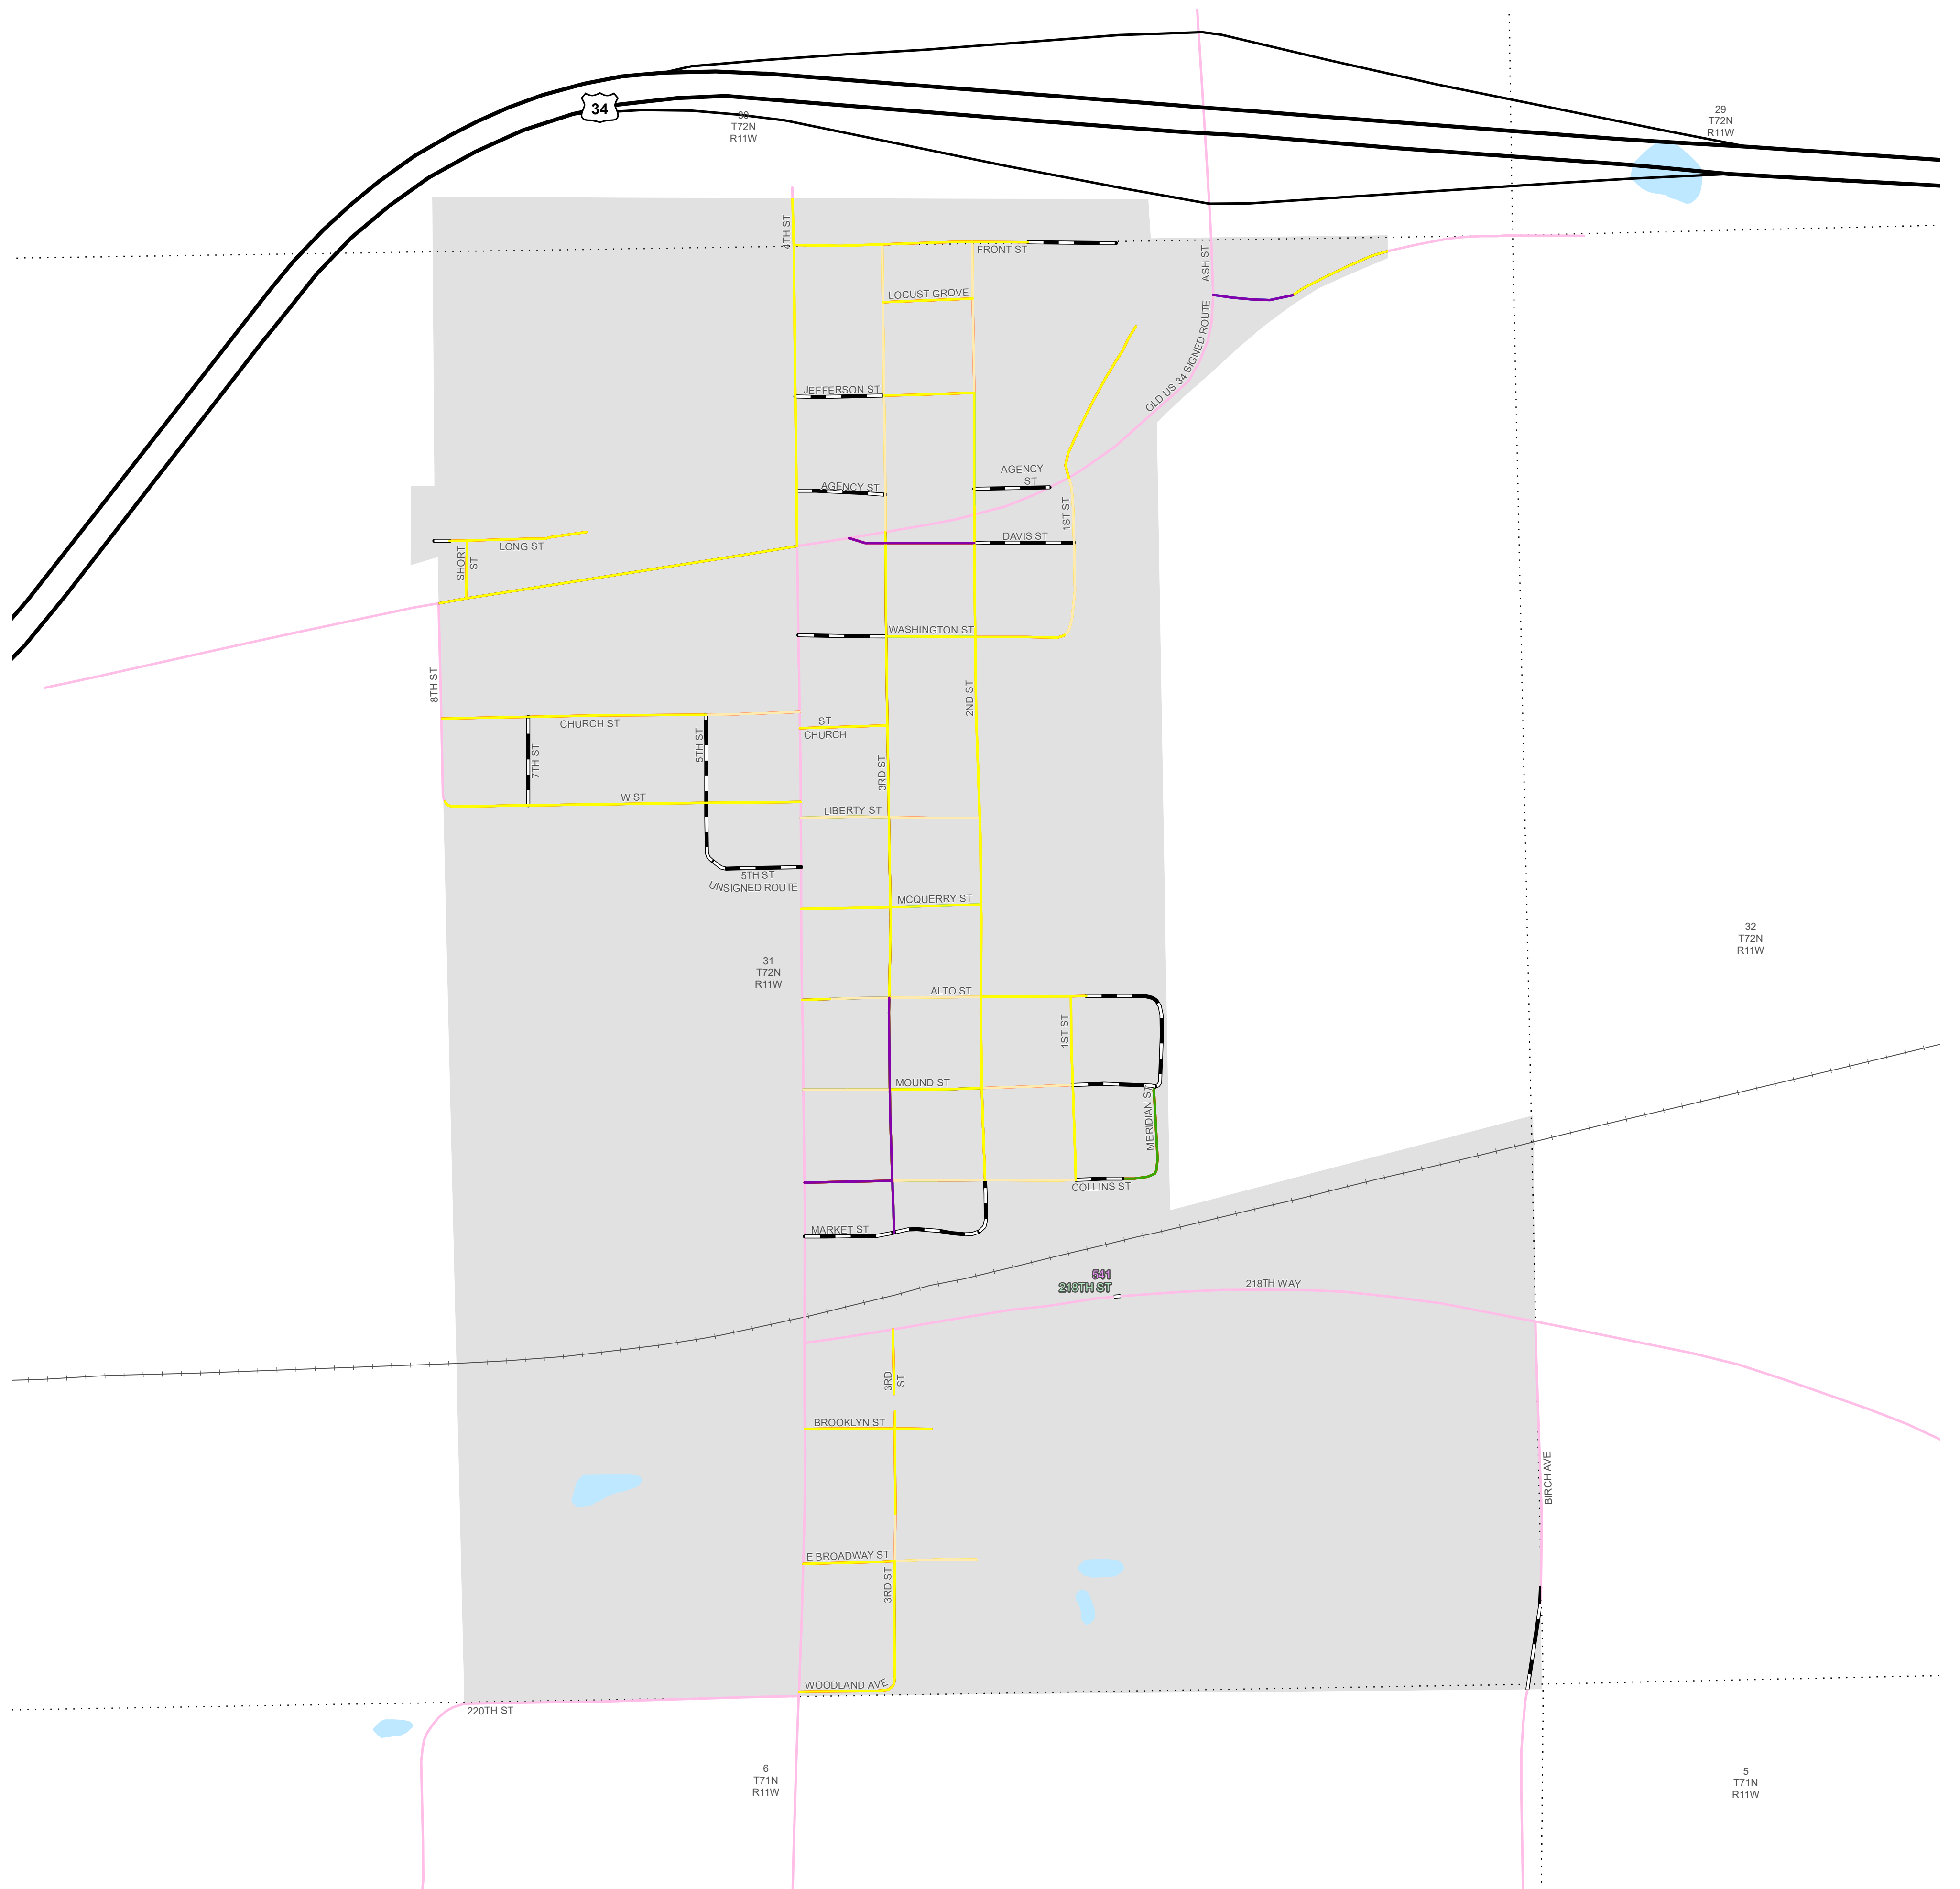 34
T72N
R11W
29
T72N
R11W
4TH ST
FRONT ST
ASH ST
LOCUST GROVE
OLD US 34 SIGNED ROUTE
JEFFERSON ST
AGENCY
ST
AGENCY ST
1ST ST
DAVIS ST
LONG ST
SHORT
ST
WASHINGTON ST
8TH ST
2ND ST
CHURCH ST
ST
CHURCH
5TH ST
7TH ST
3RD ST
W ST
LIBERTY ST
5TH ST
UNSIGNED ROUTE
MCQUERRY ST
32
T72N
R11W
31
T72N
R11W
ALTO ST
1ST ST
MOUND ST
MERIDIAN ST
COLLINS ST
MARKET ST
541
218TH ST
218TH WAY
3RD
ST
BROOKLYN ST
BIRCH AVE
E BROADWAY ST
3RD ST
WOODLAND AVE
220TH ST
6
T71N
R11W
5
T71N
R11W